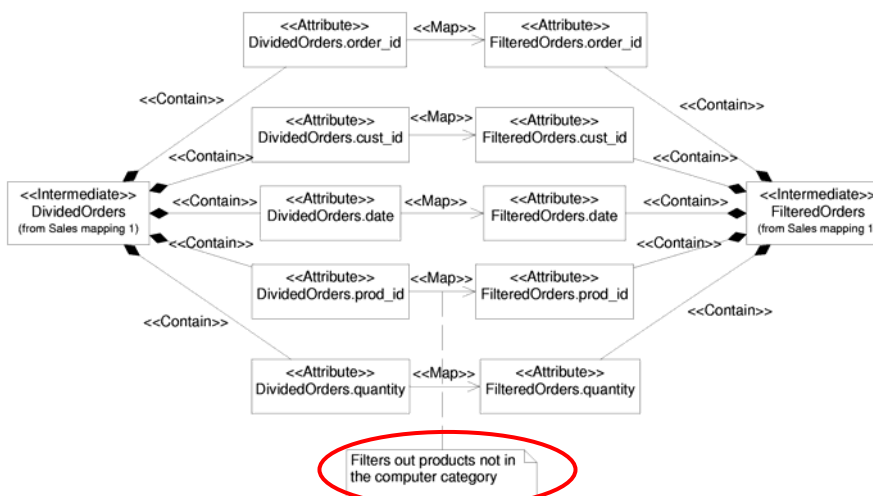 <<Attribute>>
DividedOrders.order_id
<<Map>>
<<Attribute>>
FilteredOrders.order_id
<<Contain>>
<<Contain>>
<<Attribute>>
DividedOrders.cust_id
<<Map>>
<<Attribute>>
FilteredOrders.cust_id
<<Contain>>
<<Contain>>
<<Intermediate>>
DividedOrders
(from Sales mapping 1)
<<Contain>>
<<Attribute>>
DividedOrders.date
<<Map>>
<<Attribute>>
FilteredOrders.date
<<Contain>>
<<Intermediate>>
FilteredOrders
(from Sales mapping 1
<<Contain>>
<<Attribute>>
DividedOrders.prod_id
<<Map>>
<<Attribute>>
FilteredOrders.prod_id
<<Contain>>
<<Contain>>
<<Attribute>>
DividedOrders.quantity
<<Map>>
<<Attribute>>
FilteredOrders.quantity
<<Contain>>
Filters out products not in
the computer category